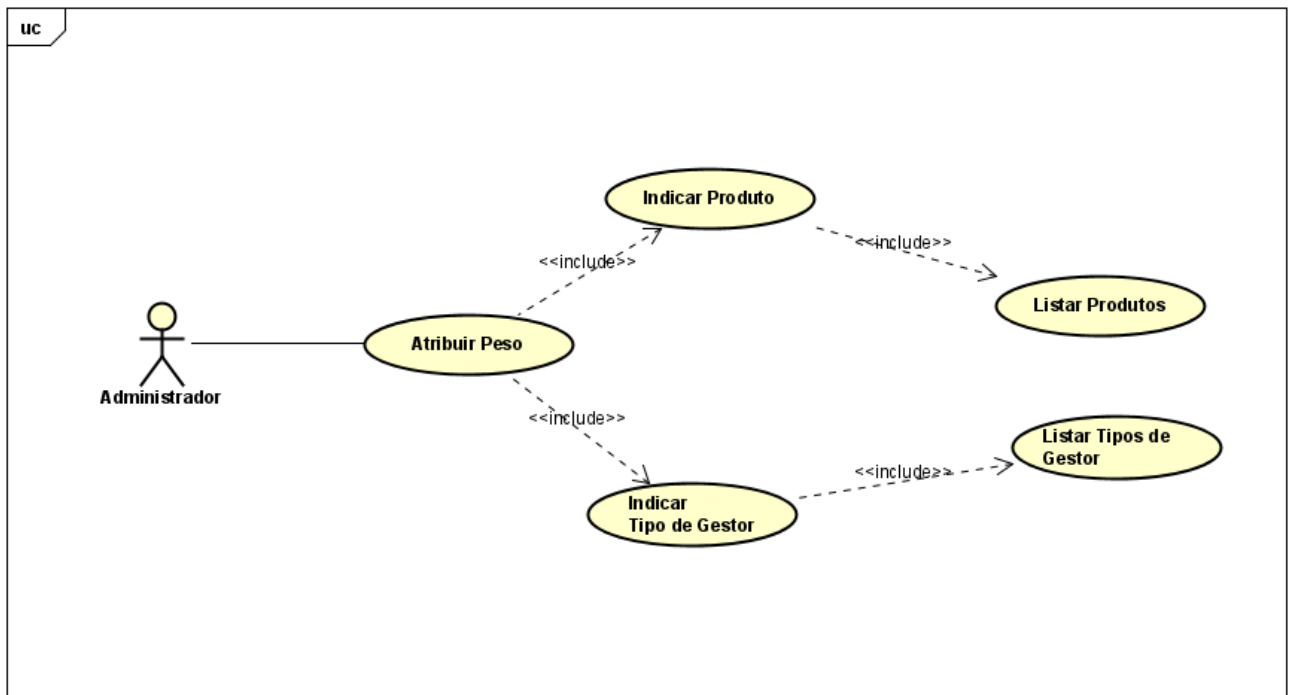 uc
Indicar Produto
<<include>>
<<include>>
Listar Produtos
Atribuir Peso
Administrador
<<include>>
Listar Tipos de
Gestor
<<include>>
Indicar
Tipo de Gestor